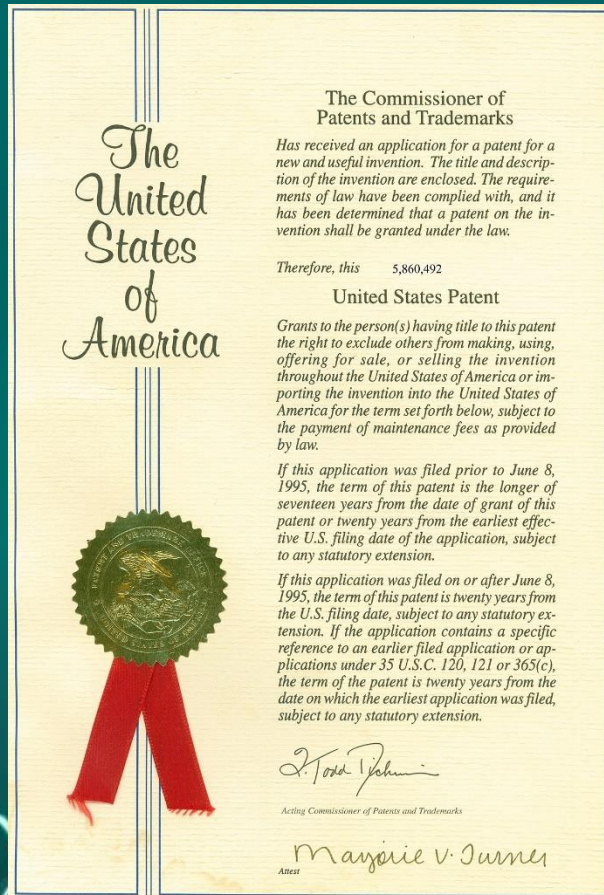 The
United
States
of
America
The Commissioner of
Patents and Trademarks
Has received an application for a patent for a
new and useful invention. The title and descrip-
tion of the invention are enclosed. The require-
ments of law have been complied with, and it
has been determined that a patent on the in-
vention shall be granted under the law.
Therefore, this 5,860,492
United States Patent
Grants to the person(s) having title to this patent
the right to exclude others from making, using,
offering for sale, or selling the invention
throughout the United States of America or im-
porting the invention into the United States of
America for the term set forth below, subject to
the payment of maintenance fees as provided
by law.
If this application was filed prior to June 8,
1995, the term of this patent is the longer of
seventeen years from the date of grant of this
patent or twenty years from the earliest effec-
tive U.S. filing date of the application, subject
to any statutory extension.
If this application was filed on or after June 8,
1995, the term of this patent is twenty years from
the U.S. filing date, subject to any statutory ex-
tension. If the application contains a specific
reference to an earlier filed application or ap-
plications under 35 U.S.C. 120, 121 or 365(c),
the term of the patent is twenty years from the
date on which the earliest application was filed,
subject to any statutory extension.
PATENT AND TRADEMARK OFFICE
UNITED STATES OF AMERICA
Q. Todd Dickinson
Acting Commissioner of Patents and Trademarks
Marjorie V. Turner
Attest